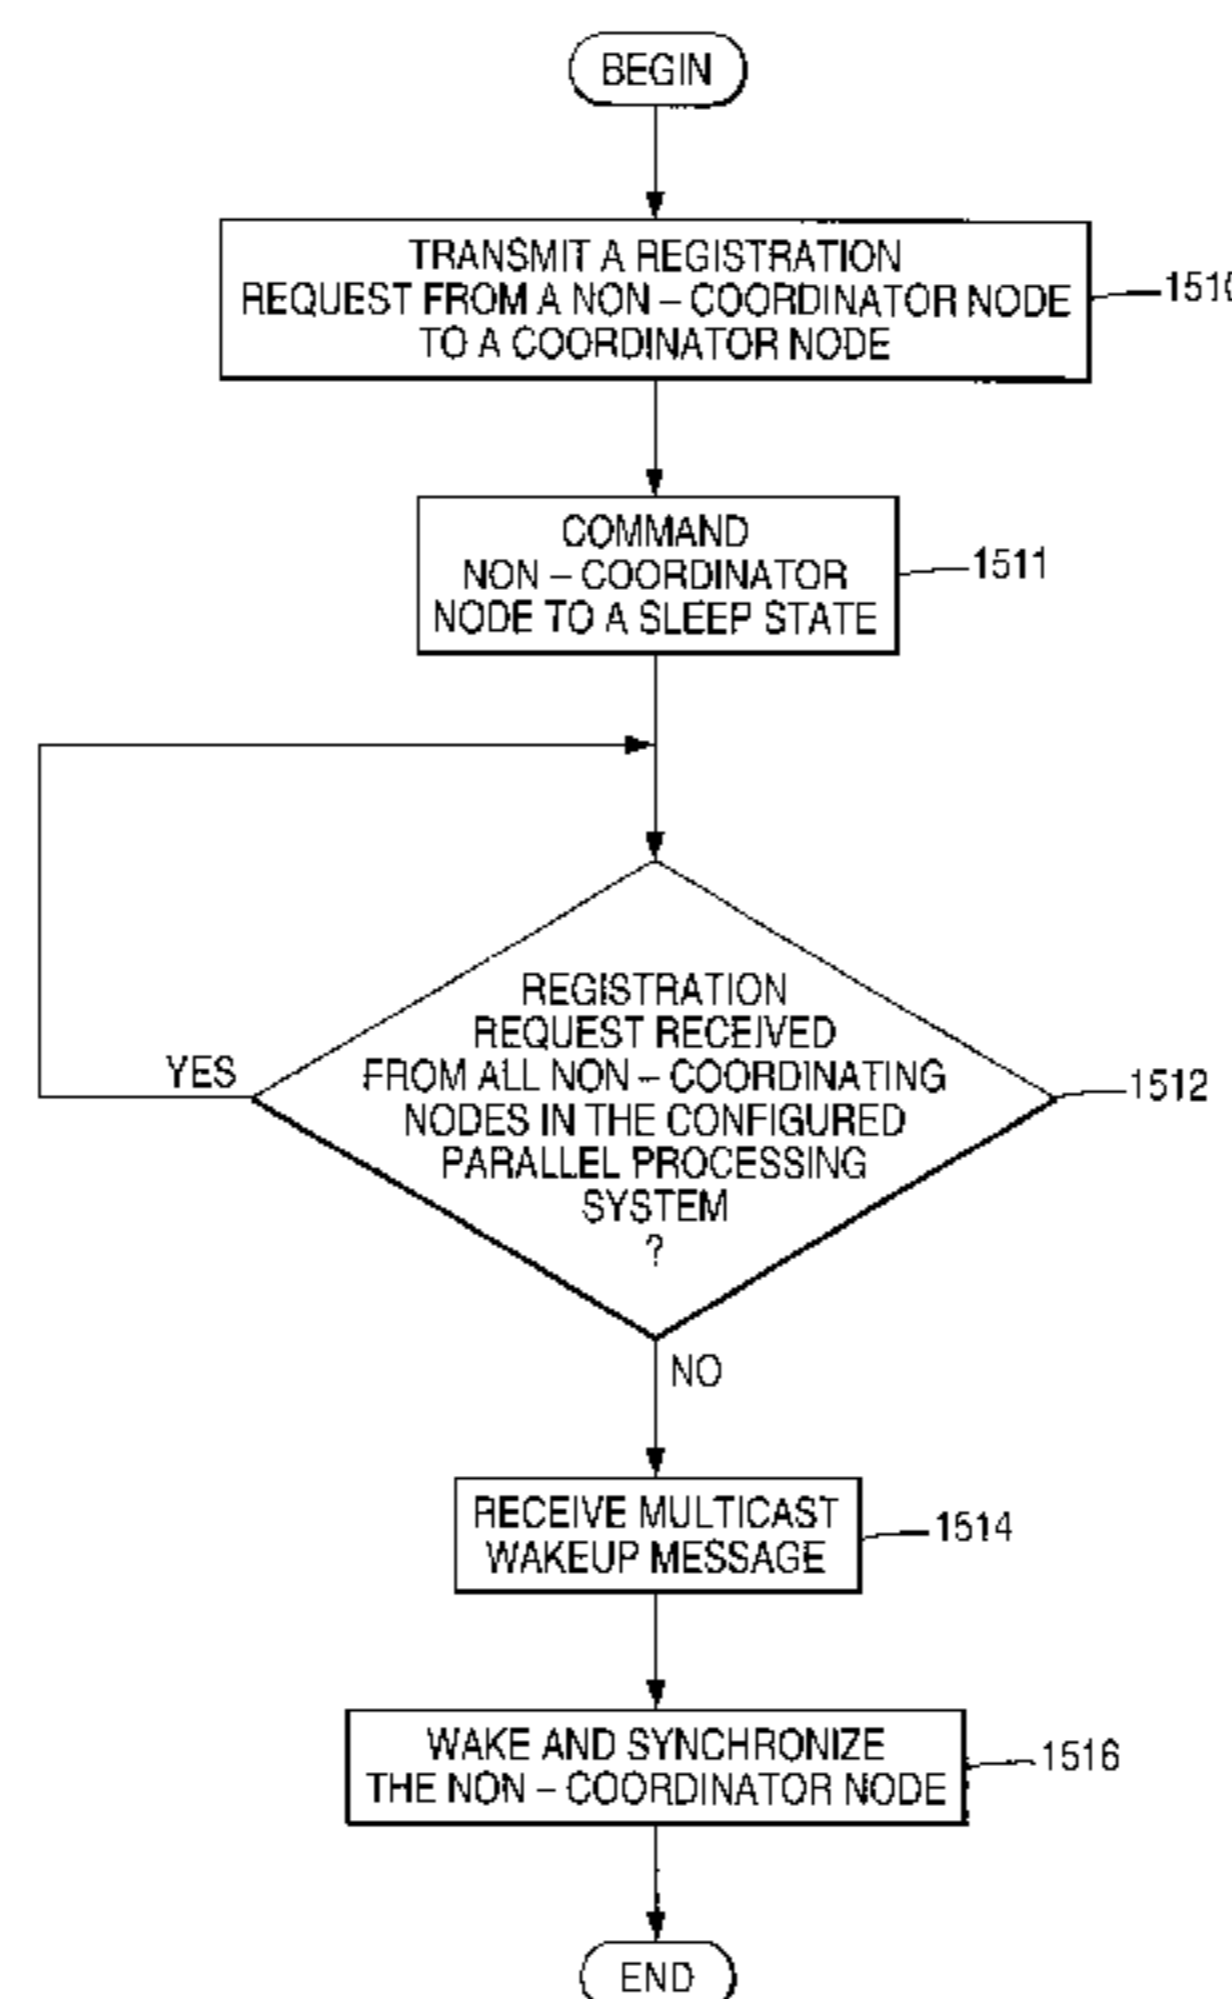 BEGIN
TRANSMIT A REGISTRATION
REQUEST FROM A NON – COORDINATOR NODE
TO A COORDINATOR NODE
1510
COMMAND
NON – COORDINATOR
NODE TO A SLEEP STATE
1511
REGISTRATION
REQUEST RECEIVED
FROM ALL NON – COORDINATING
NODES IN THE CONFIGURED
PARALLEL PROCESSING
SYSTEM
?
YES
1512
NO
RECEIVE MULTICAST
WAKEUP MESSAGE
1514
WAKE AND SYNCHRONIZE
THE NON – COORDINATOR NODE
1516
END